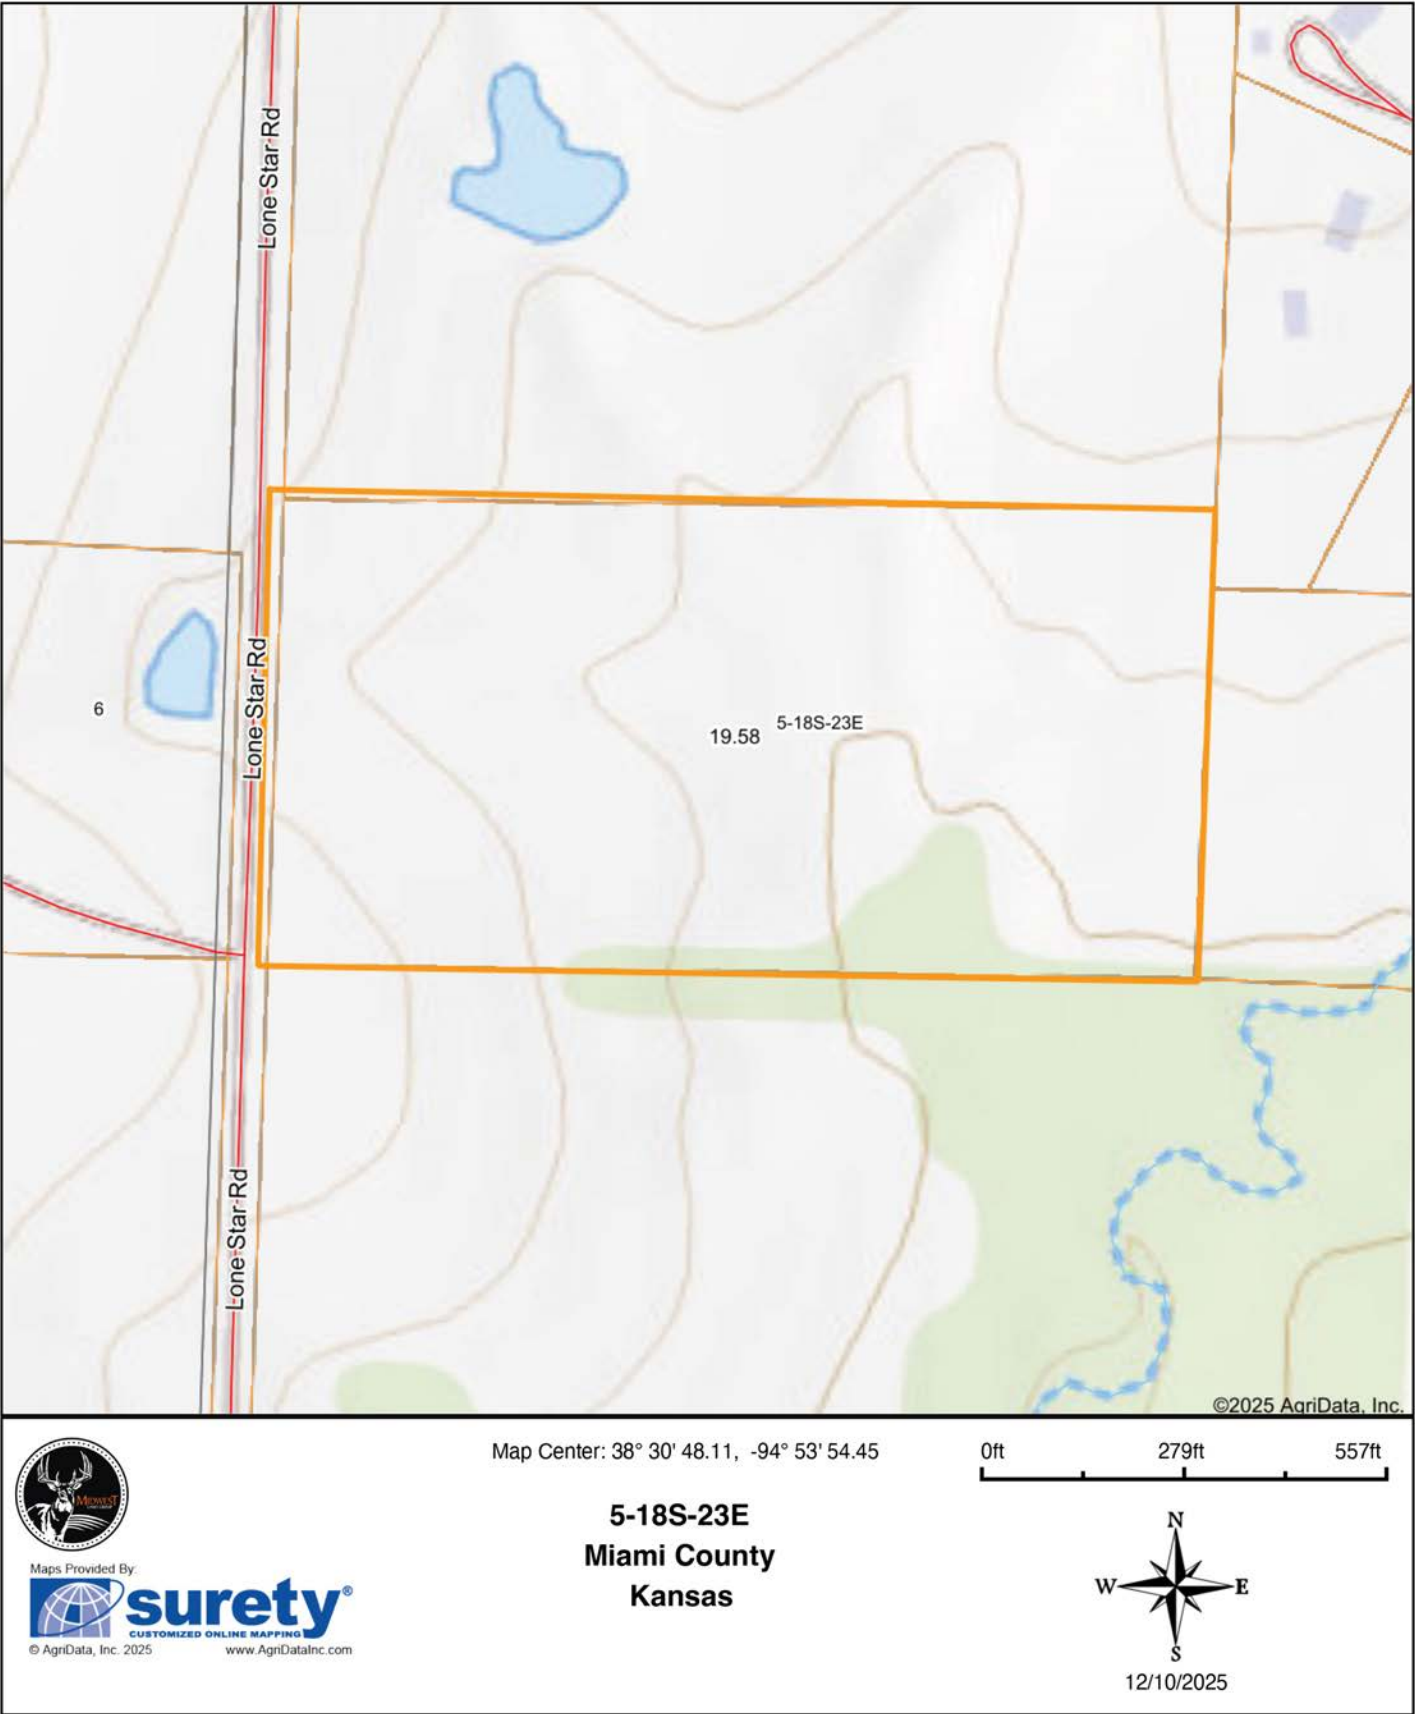 Lone Star Rd
Lone Star Rd
6
19.58
5-18S-23E
Lone Star Rd
©2025 AgriData, Inc.
Map Center: 38° 30' 48.11, -94° 53' 54.45
0ft 279ft 557ft
5-18S-23E
Miami County
Kansas
MIDWEST
Maps Provided By:
surety®
CUSTOMIZED ONLINE MAPPING
© AgriData, Inc. 2025 www.AgriDataInc.com
N
W E
S
12/10/2025